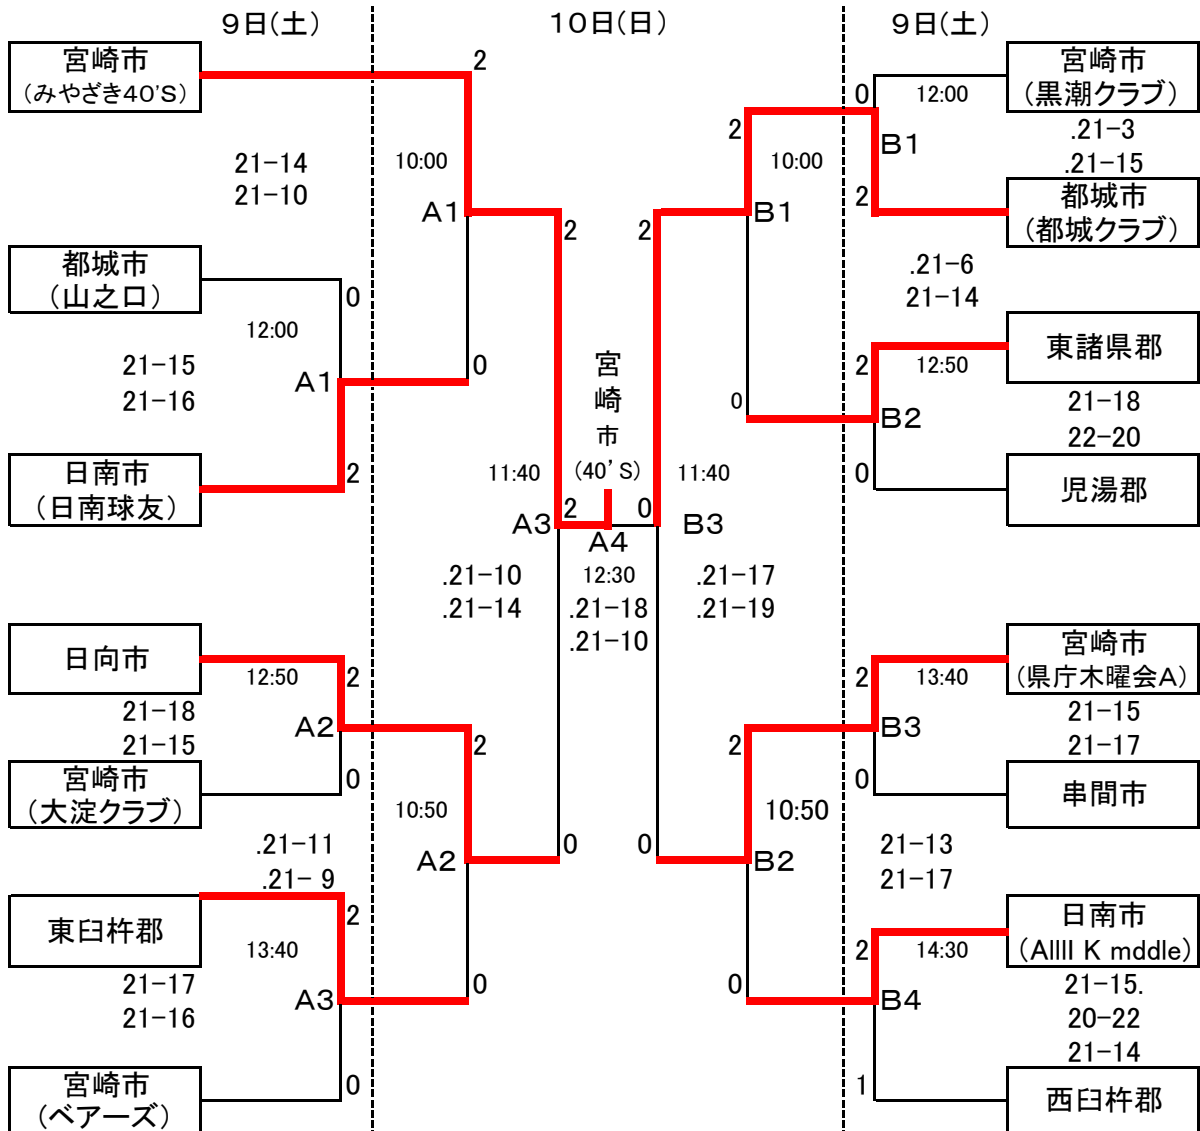 9日(土)
10日(日)
9日(土)
宮崎市
(みやざき40'S)
2
21-14
21-10
10:00
A1
都城市
(山之口)
0
12:00
21-15
21-16
A1
0
日南市
(日南球友)
2
2
11:40
A3
.21-10
.21-14
日向市
12:50
2
21-18
21-15
A2
宮崎市
(大淀クラブ)
0
2
10:50
.21-11
.21- 9
A2
0
東臼杵郡
2
13:40
21-17
21-16
A3
0
宮崎市
(ベアーズ)
0
宮
崎
市
(40'S)
2
0
A4
12:30
.21-18
.21-10
宮崎市
(黒潮クラブ)
0
12:00
B1
.21-3
.21-15
2
都城市
(都城クラブ)
2
10:00
B1
2
.21-6
21-14
東諸県郡
2
12:50
0
B2
21-18
22-20
0
児湯郡
11:40
B3
.21-17
.21-19
宮崎市
(県庁木曜会A)
2
13:40
B3
21-15
21-17
0
串間市
2
10:50
0
B2
21-13
21-17
日南市
(AllIl K mddle)
2
14:30
0
B4
21-15.
20-22
21-14
1
西臼杵郡